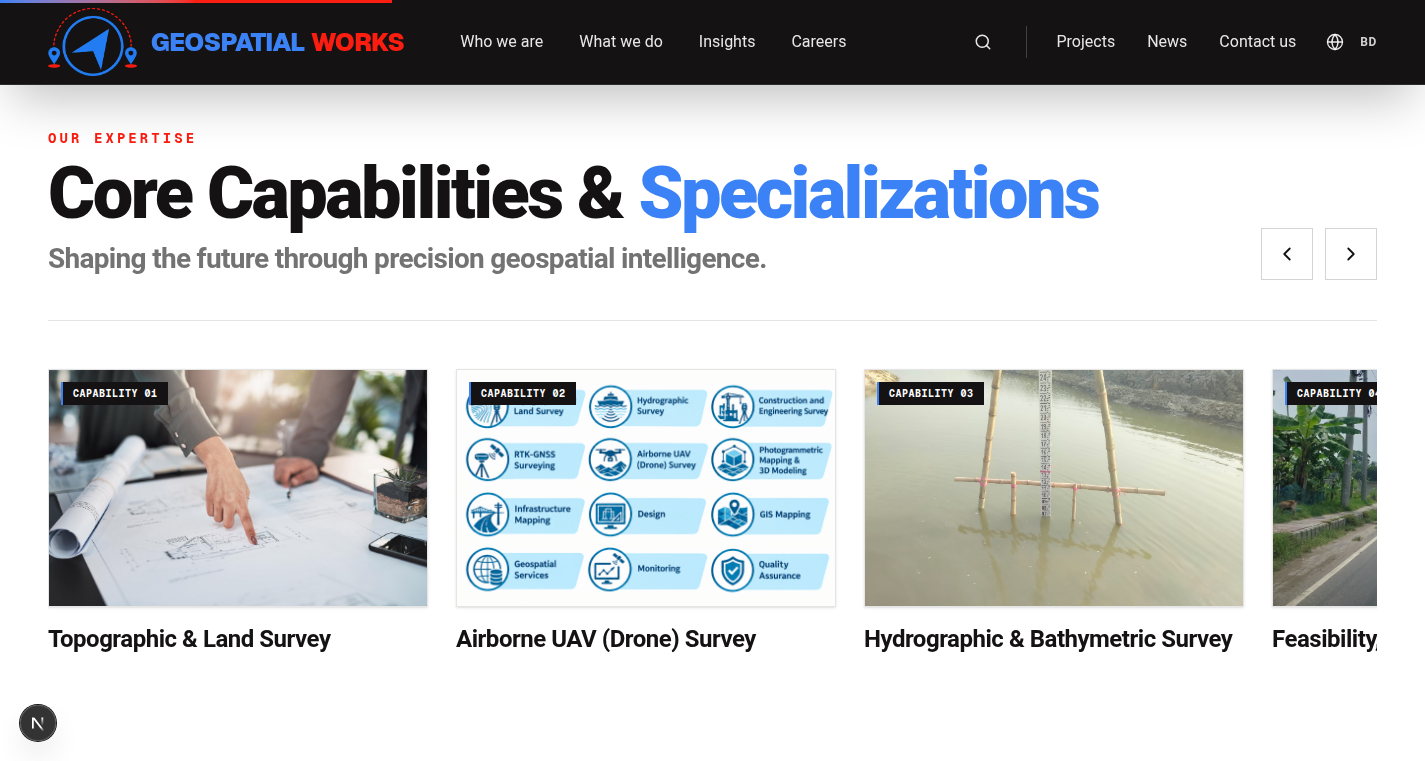 GEOSPATIAL WORKS
Who we are
What we do
Insights
Careers
Projects
News
Contact us
BD
OUR EXPERTISE
Core Capabilities & Specializations
Shaping the future through precision geospatial intelligence.
CAPABILITY 01
CAPABILITY 02
Land Survey
Hydrographic
Survey
Construction and
Engineering Survey
RTK-GNSS
Surveying
Airborne UAV
(Drone) Survey
Photogrammetric
Mapping &
3D Modeling
Infrastructure
Mapping
Design
GIS Mapping
Geospatial
Services
Monitoring
Quality
Assurance
CAPABILITY 03
CAPABILITY 04
Topographic & Land Survey
Airborne UAV (Drone) Survey
Hydrographic & Bathymetric Survey
Feasibility,
N